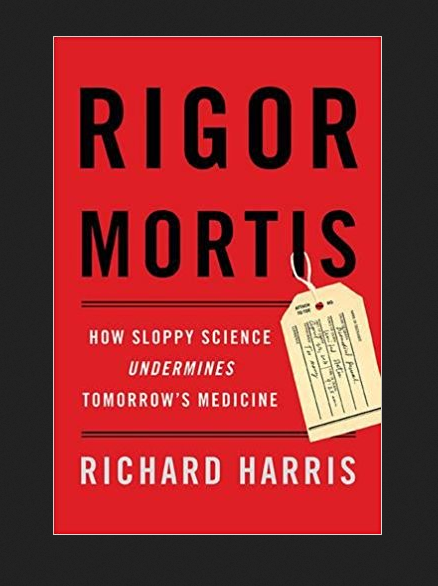 RIGOR
MORTIS
HOW SLOPPY SCIENCE
UNDERMINES
TOMORROW'S MEDICINE
RICHARD HARRIS